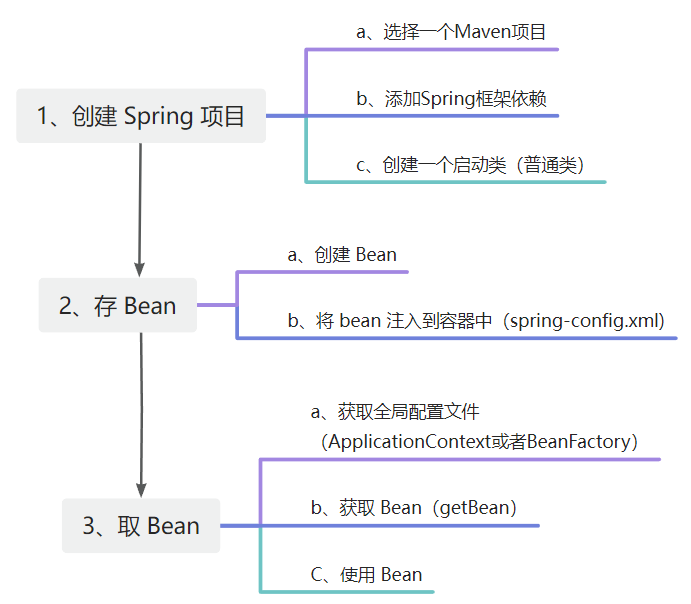 a、选择一个Maven项目
1、创建 Spring 项目
b、添加Spring框架依赖
c、创建一个启动类（普通类）
a、创建 Bean
2、存 Bean
b、将 bean 注入到容器中（spring-config.xml）
a、获取全局配置文件
（ApplicationContext或者BeanFactory）
3、取 Bean
b、获取 Bean（getBean）
C、使用 Bean